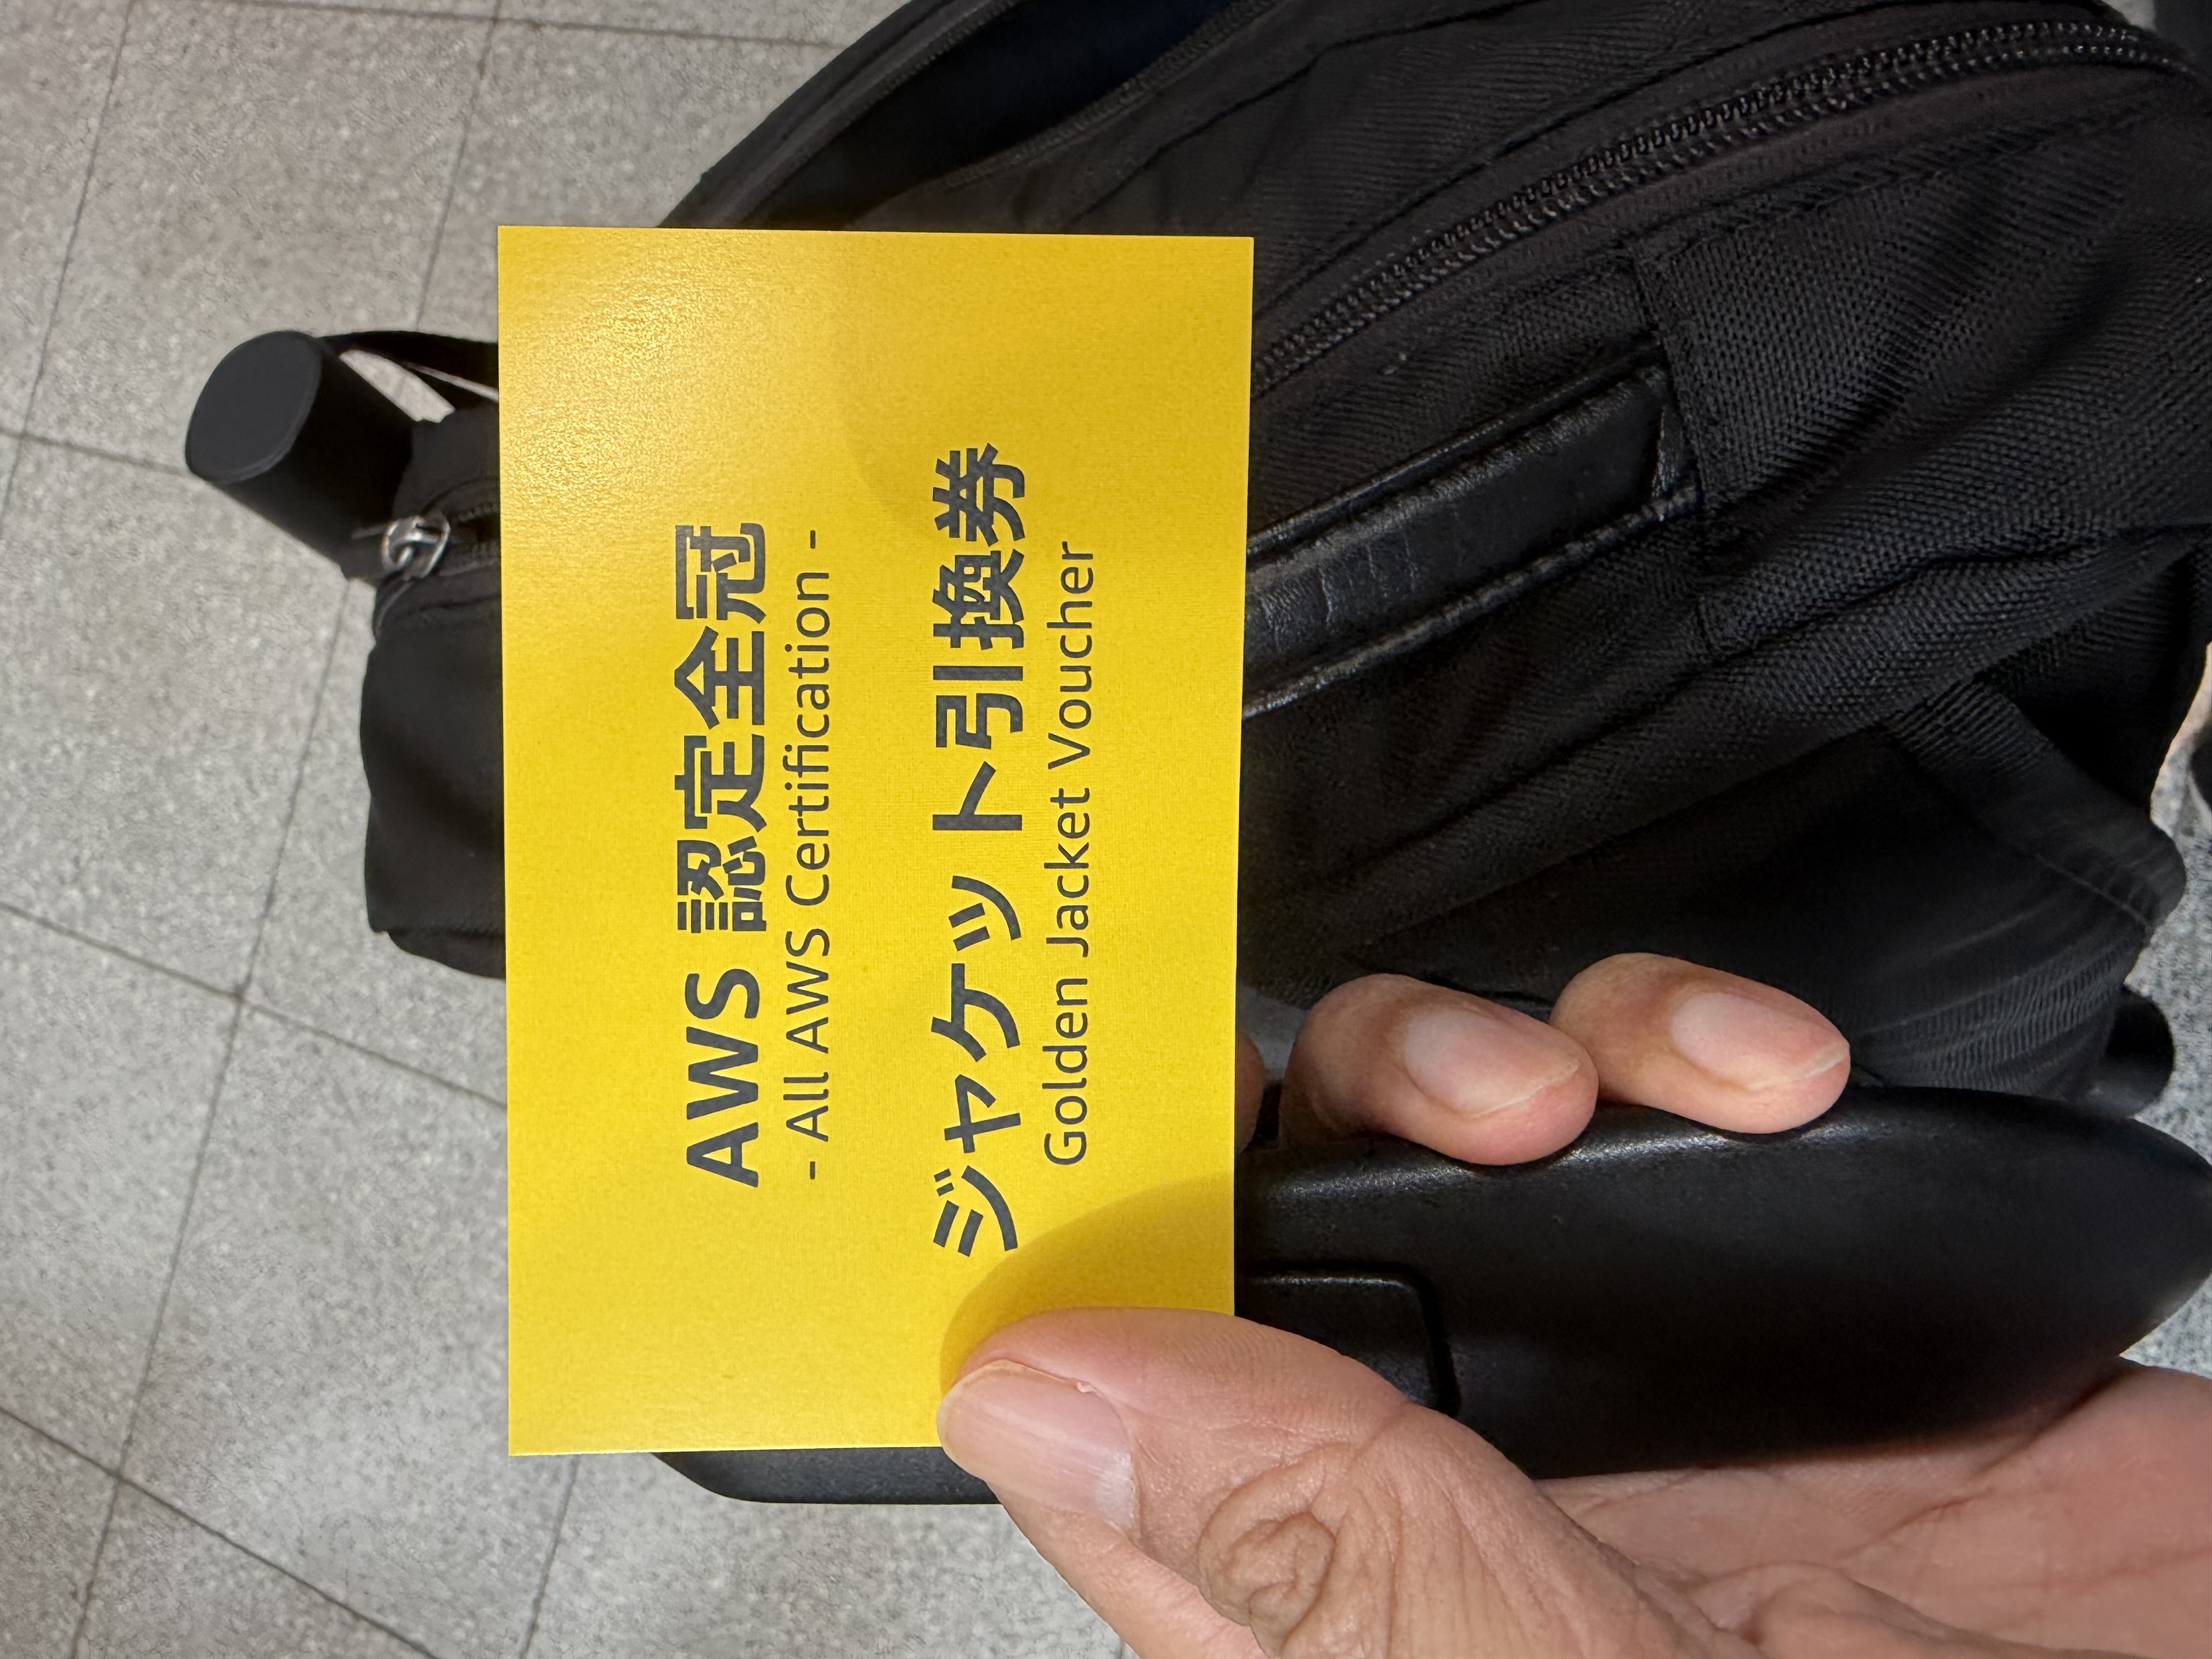 AWS 認定全冠
- All AWS Certification -
ジャケット引換券
Golden Jacket Voucher